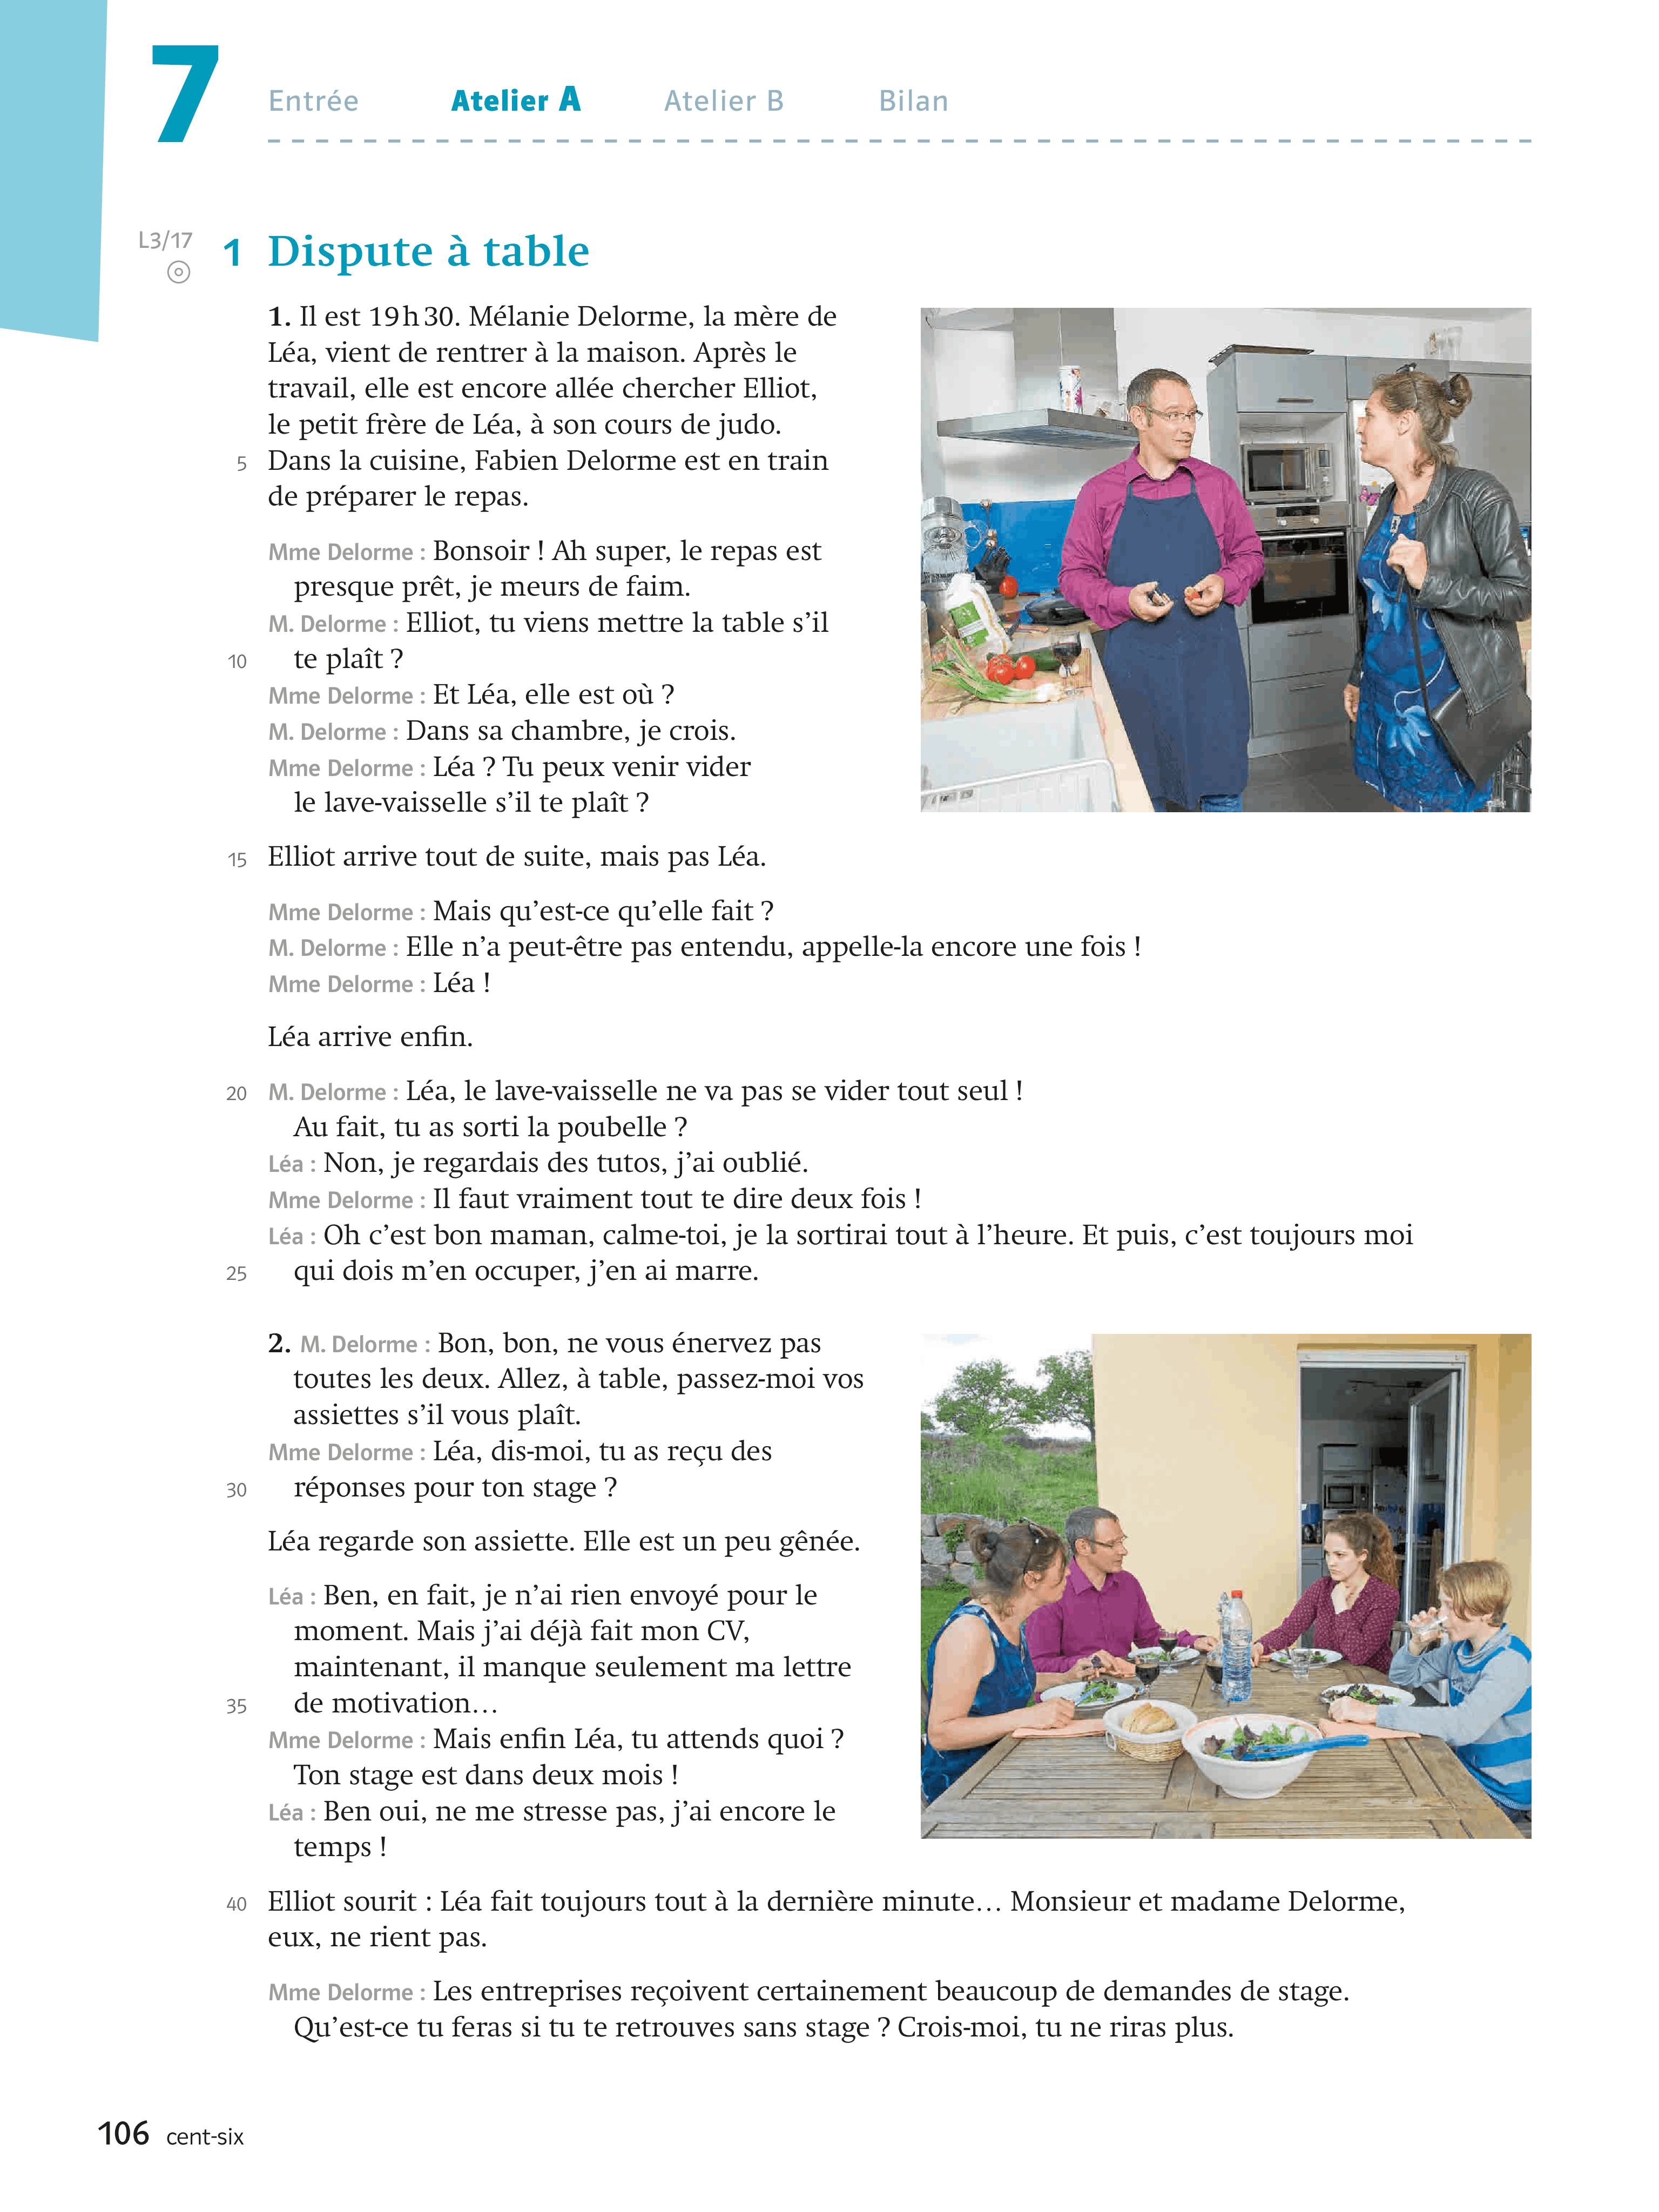 7
Entrée Atelier A Atelier B Bilan
L3/17
1 Dispute à table
1. Il est 19h30. Mélanie Delorme, la mère de
Léa, vient de rentrer à la maison. Après le
travail, elle est encore allée chercher Elliot,
le petit frère de Léa, à son cours de judo.
5 Dans la cuisine, Fabien Delorme est en train
de préparer le repas.
Mme Delorme : Bonsoir ! Ah super, le repas est
presque prêt, je meurs de faim.
M. Delorme : Elliot, tu viens mettre la table s’il
10 te plaît ?
Mme Delorme : Et Léa, elle est où ?
M. Delorme : Dans sa chambre, je crois.
Mme Delorme : Léa ? Tu peux venir vider
le lave-vaisselle s’il te plaît ?
15 Elliot arrive tout de suite, mais pas Léa.
Mme Delorme : Mais qu’est-ce qu’elle fait ?
M. Delorme : Elle n’a peut-être pas entendu, appelle-la encore une fois !
Mme Delorme : Léa !
Léa arrive enfin.
20 M. Delorme : Léa, le lave-vaisselle ne va pas se vider tout seul !
Au fait, tu as sorti la poubelle ?
Léa : Non, je regardais des tutos, j’ai oublié.
Mme Delorme : Il faut vraiment tout te dire deux fois !
Léa : Oh c’est bon maman, calme-toi, je la sortirai tout à l’heure. Et puis, c’est toujours moi
25 qui dois m’en occuper, j’en ai marre.
2. M. Delorme : Bon, bon, ne vous énervez pas
toutes les deux. Allez, à table, passez-moi vos
assiettes s’il vous plaît.
Mme Delorme : Léa, dis-moi, tu as reçu des
30 réponses pour ton stage ?
Léa regarde son assiette. Elle est un peu gênée.
Léa : Ben, en fait, je n’ai rien envoyé pour le
moment. Mais j’ai déjà fait mon CV,
maintenant, il manque seulement ma lettre
35 de motivation…
Mme Delorme : Mais enfin Léa, tu attends quoi ?
Ton stage est dans deux mois !
Léa : Ben oui, ne me stresse pas, j’ai encore le
temps !
40 Elliot sourit : Léa fait toujours tout à la dernière minute… Monsieur et madame Delorme,
eux, ne rient pas.
Mme Delorme : Les entreprises reçoivent certainement beaucoup de demandes de stage.
Qu’est-ce tu feras si tu te retrouves sans stage ? Crois-moi, tu ne riras plus.
106 cent-six